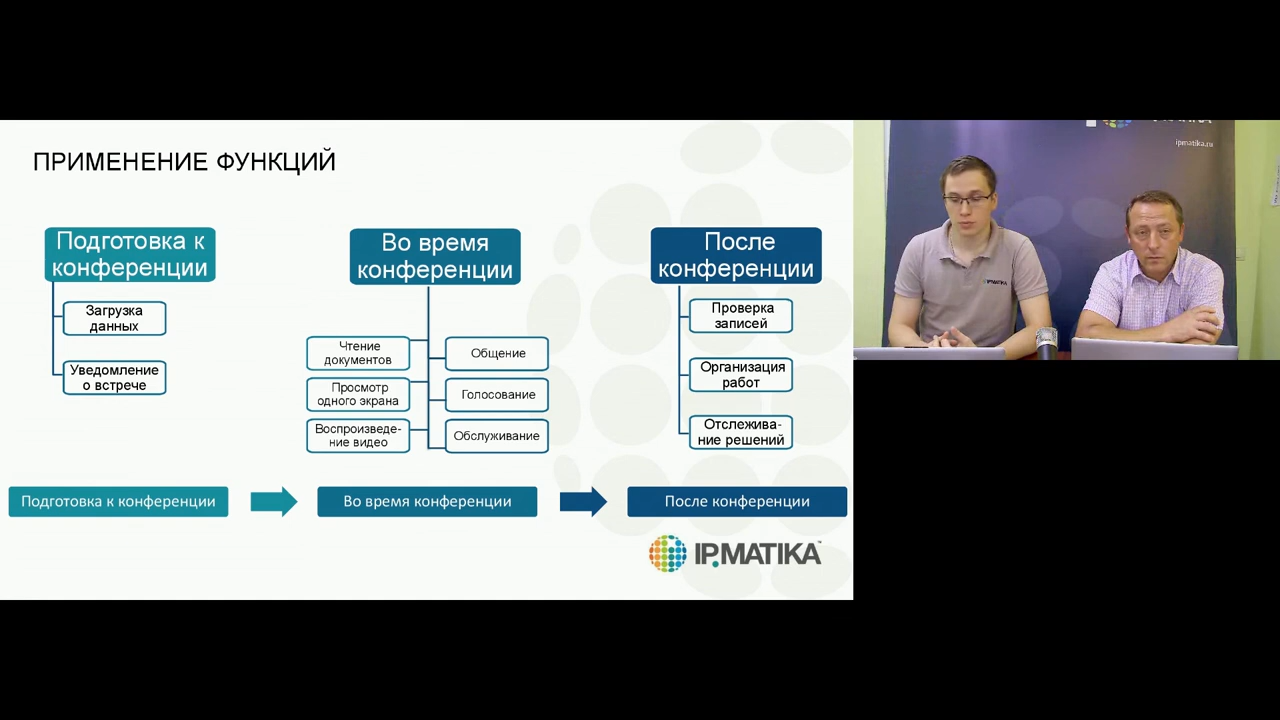 ПРИМЕНЕНИЕ ФУНКЦИЙ
Подготовка к
конференции
Загрузка
данных
Уведомление
о встрече
Во время
конференции
Чтение
документов
Просмотр
одного экрана
Воспроизведе-
ние видео
Общение
Голосование
Обслуживание
После
конференции
Проверка
записей
Организация
работ
Отслежива-
ние решений
Подготовка к конференции
Во время конференции
После конференции
IP.MATIKA™
ipmatika.ru
IPMATIKA